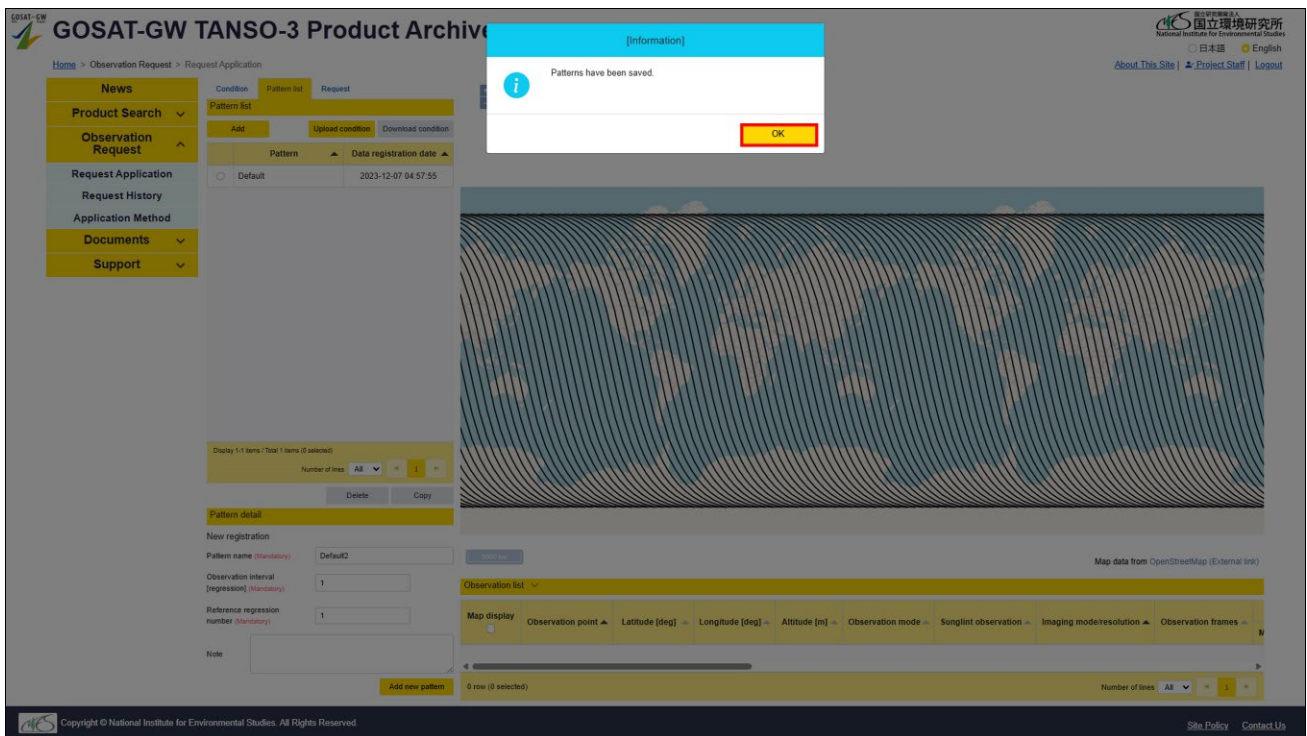 GOSAT-GW
GOSAT-GW TANSO-3 Product Archive
国立研究開発法人
国立環境研究所
National Institute for Environmental Studies
日本語 English
Home > Observation Request > Request Application
About This Site | Project Staff | Logout
[Information]
Patterns have been saved.
OK
News
Product Search
Observation Request
Request Application
Request History
Application Method
Documents
Support
Condition Pattern list Request
Pattern list
Add Upload condition Download condition
Pattern Data registration date
Default 2023-12-07 04:57:55
Display 1-1 items / Total 1 items (0 selected)
Number of lines All 1
Delete Copy
Pattern detail
New registration
Pattern name (Mandatory) Default2
Observation interval
[regression] (Mandatory) 1
Reference regression
number (Mandatory) 1
Note
Add new pattern
Map data from OpenStreetMap (External link)
Observation list
Map display Observation point Latitude [deg] Longitude [deg] Altitude [m] Observation mode Sunglint observation Imaging mode/resolution Observation frames
0 row (0 selected) Number of lines All 1
Copyright © National Institute for Environmental Studies. All Rights Reserved.
Site Policy Contact Us